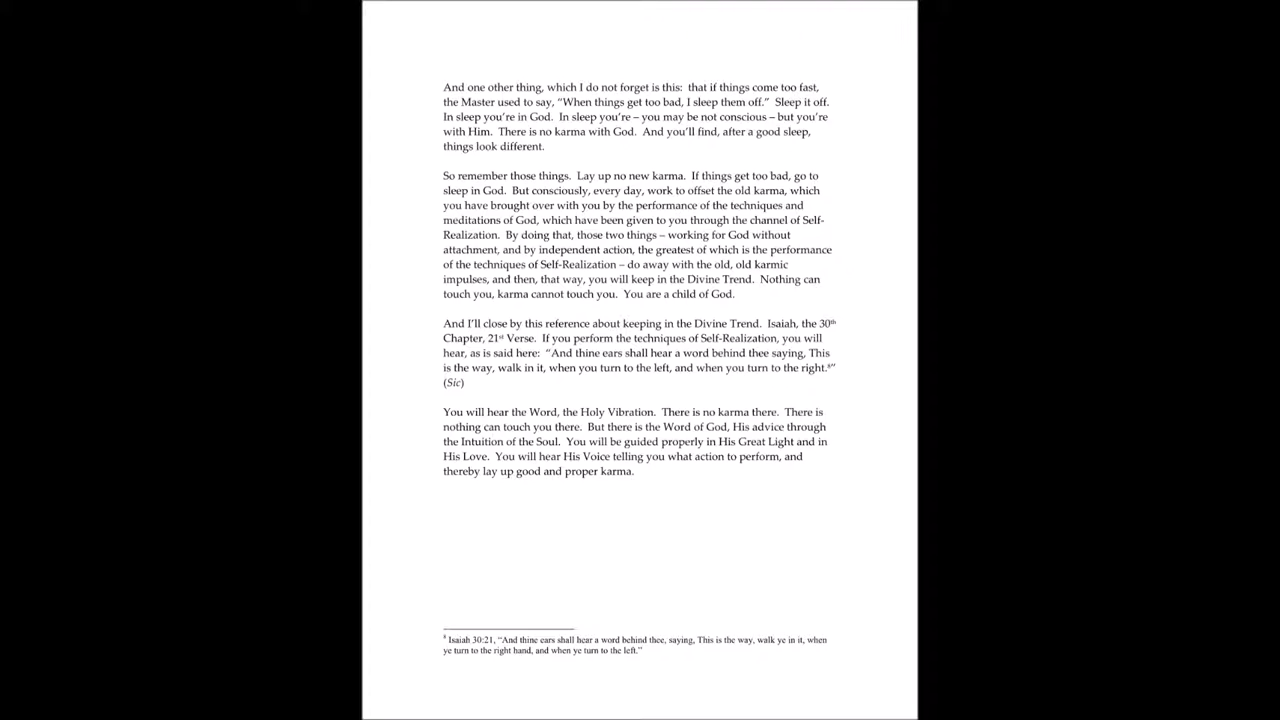 And one other thing, which I do not forget is this:  that if things come too fast,
the Master used to say, “When things get too bad, I sleep them off.”  Sleep it off.
In sleep you’re in God.  In sleep you’re – you may be not conscious – but you’re
with Him.  There is no karma with God.  And you’ll find, after a good sleep,
things look different.
So remember those things.  Lay up no new karma.  If things get too bad, go to
sleep in God.  But consciously, every day, work to offset the old karma, which
you have brought over with you by the performance of the techniques and
meditations of God, which have been given to you through the channel of Self-
Realization.  By doing that, those two things – working for God without
attachment, and by independent action, the greatest of which is the performance
of the techniques of Self-Realization – do away with the old, old karmic
impulses, and then, that way, you will keep in the Divine Trend.  Nothing can
touch you, karma cannot touch you.  You are a child of God.
And I’ll close by this reference about keeping in the Divine Trend.  Isaiah, the 30th
Chapter, 21st Verse.  If you perform the techniques of Self-Realization, you will
hear, as is said here:  “And thine ears shall hear a word behind thee saying, This
is the way, walk in it, when you turn to the left, and when you turn to the right.8”
(Sic)
You will hear the Word, the Holy Vibration.  There is no karma there.  There is
nothing can touch you there.  But there is the Word of God, His advice through
the Intuition of the Soul.  You will be guided properly in His Great Light and in
His Love.  You will hear His Voice telling you what action to perform, and
thereby lay up good and proper karma.
8 Isaiah 30:21, “And thine ears shall hear a word behind thee, saying, This is the way, walk ye in it, when
ye turn to the right hand, and when ye turn to the left.”